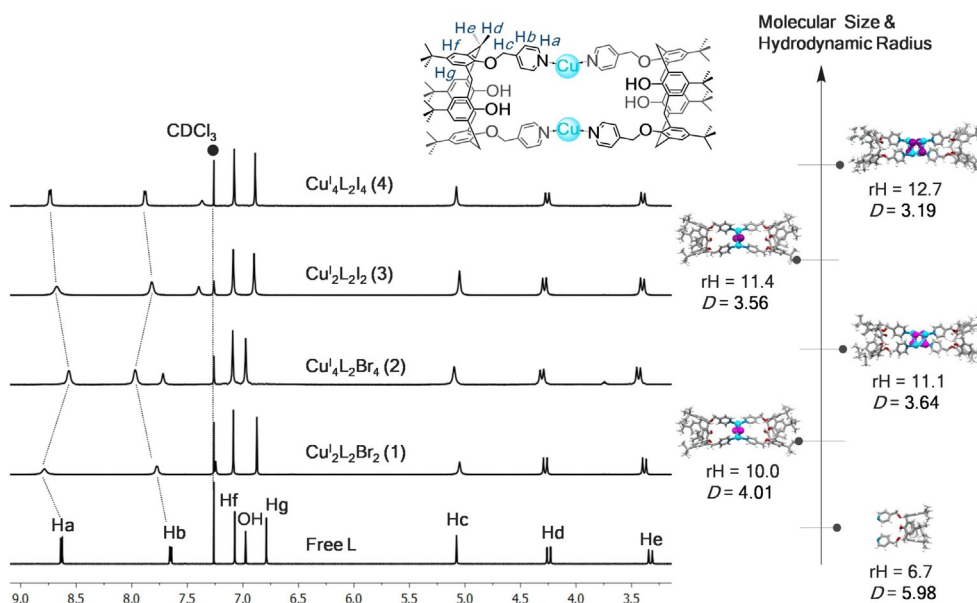 He Hd
Hf Hc Hb Ha
Hg
O N Cu N O
OH HO
OH HO
O N Cu N O
Molecular Size &
Hydrodynamic Radius
CDCl₃
Cuᴵ₄L₂I₄ (4)
rH = 12.7
D = 3.19
Cuᴵ₂L₂I₂ (3)
rH = 11.4
D = 3.56
Cuᴵ₄L₂Br₄ (2)
rH = 11.1
D = 3.64
Cuᴵ₂L₂Br₂ (1)
rH = 10.0
D = 4.01
Ha Hb Hf OH Hg Hc Hd He
Free L
rH = 6.7
D = 5.98
9.0 8.5 8.0 7.5 7.0 6.5 6.0 5.5 5.0 4.5 4.0 3.5